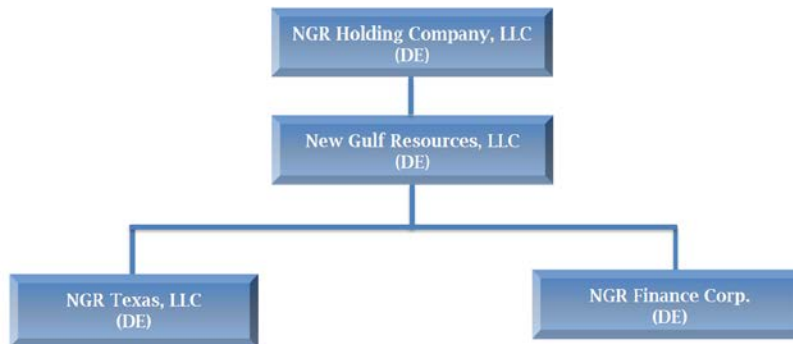 NGR Holding Company, LLC
(DE)
New Gulf Resources, LLC
(DE)
NGR Texas, LLC
(DE)
NGR Finance Corp.
(DE)